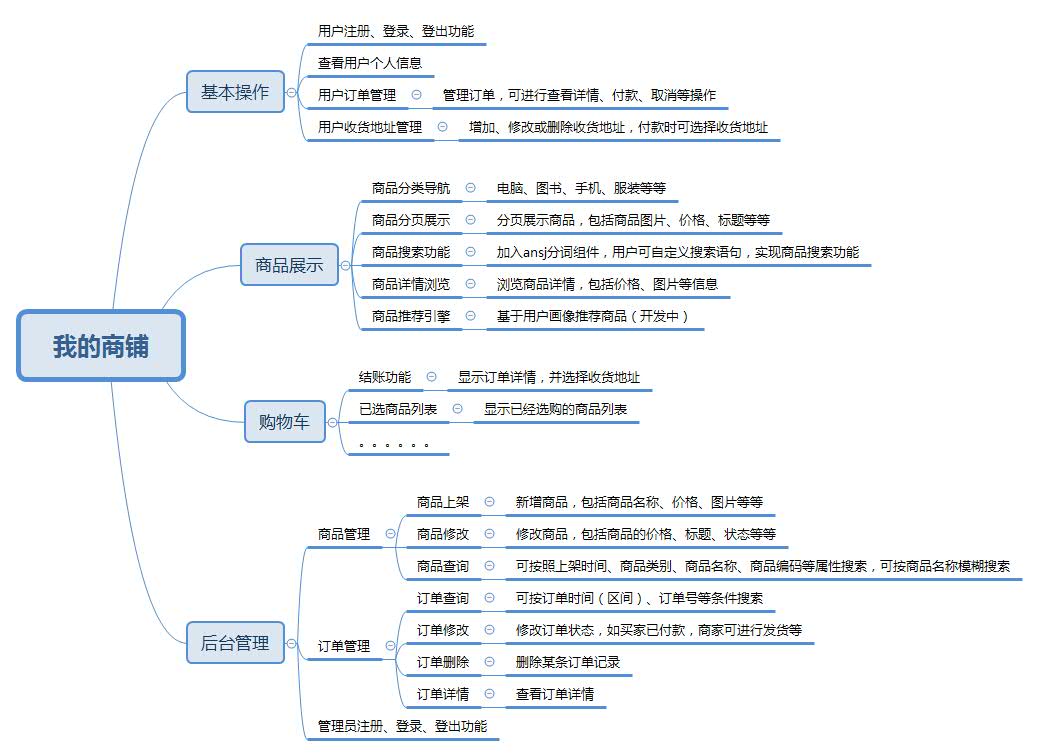 我的商铺
基本操作
用户注册、登录、登出功能
查看用户个人信息
用户订单管理
管理订单，可进行查看详情、付款、取消等操作
用户收货地址管理
增加、修改或删除收货地址，付款时可选择收货地址
商品展示
商品分类导航
电脑、图书、手机、服装等等
商品分页展示
分页展示商品，包括商品图片、价格、标题等等
商品搜索功能
加入ansj分词组件，用户可自定义搜索语句，实现商品搜索功能
商品详情浏览
浏览商品详情，包括价格、图片等信息
商品推荐引擎
基于用户画像推荐商品（开发中）
购物车
结账功能
显示订单详情，并选择收货地址
已选商品列表
显示已经选购的商品列表
。。。。。。
后台管理
商品管理
商品上架
新增商品，包括商品名称、价格、图片等等
商品修改
修改商品，包括商品的价格、标题、状态等等
商品查询
可按照上架时间、商品类别、商品名称、商品编码等属性搜索，可按商品名称模糊搜索
订单管理
订单查询
可按订单时间（区间）、订单号等条件搜索
订单修改
修改订单状态，如买家已付款，商家可进行发货等
订单删除
删除某条订单记录
订单详情
查看订单详情
管理员注册、登录、登出功能